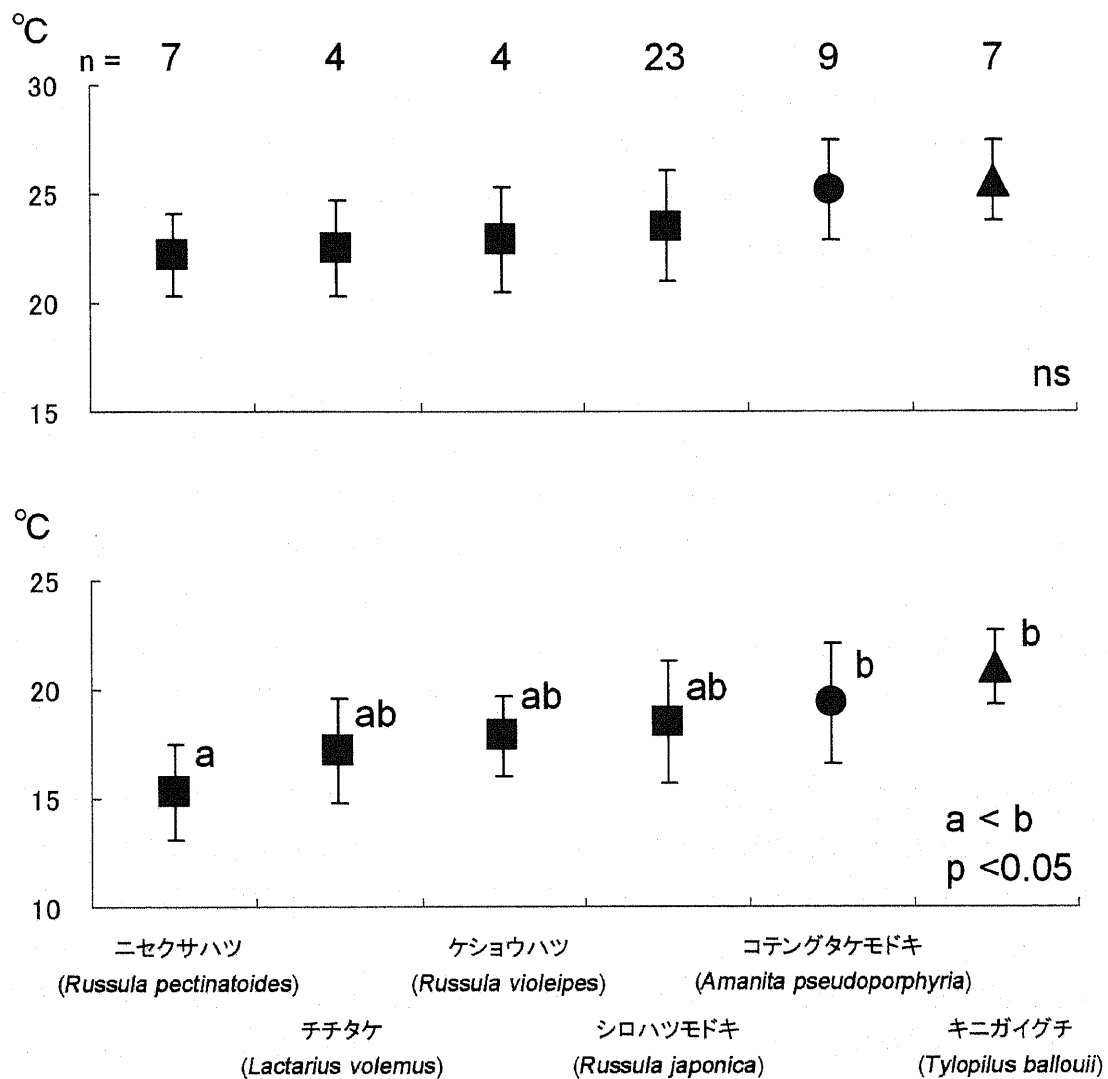 °C
n = 7 4 4 23 9 7
30
25
20
ns
15
°C
25
b
20
b
ab
ab
ab
a
15
a < b
p <0.05
10
ニセクサハツ ケショウハツ コテングタケモドキ
(Russula pectinatoides) (Russula violeipes) (Amanita pseudoporphyria)
チチタケ シロハツモドキ キニガイグチ
(Lactarius volemus) (Russula japonica) (Tylopilus ballouii)